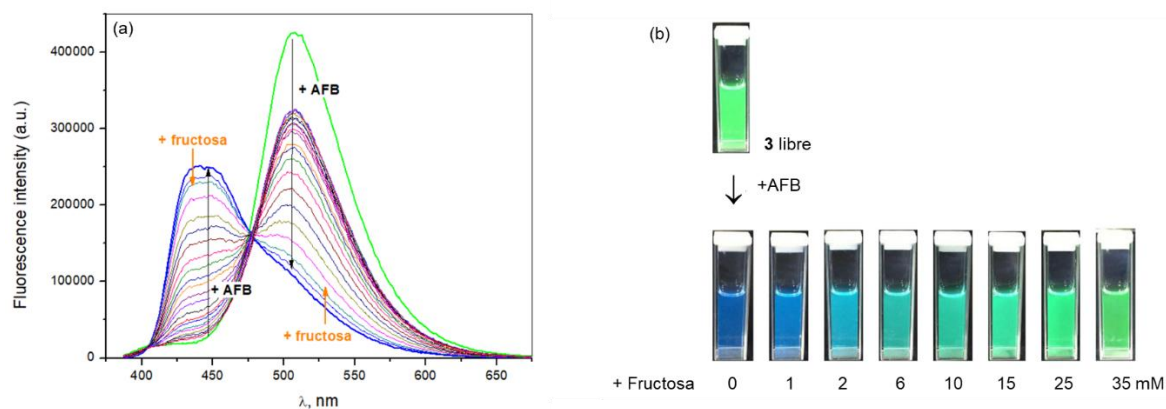 (a)
Fluorescence intensity (a.u.)
400000
300000
200000
100000
0
+ AFB
+ fructosa
+ AFB
+ fructosa
400 450 500 550 600 650
λ, nm
(b)
3 libre
+AFB
+ Fructosa 0 1 2 6 10 15 25 35 mM